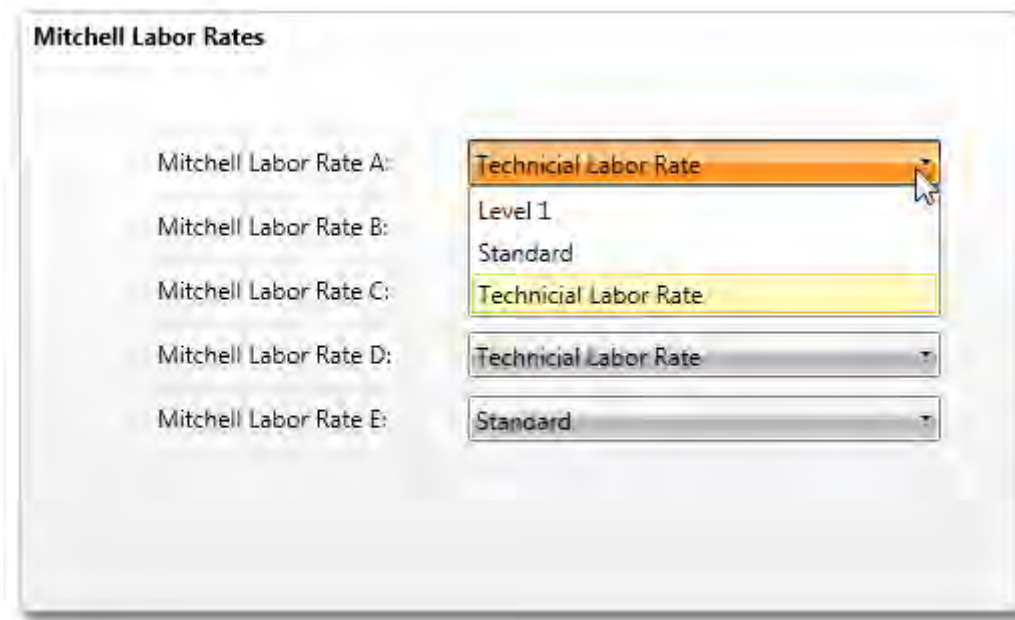 Mitchell Labor Rates
Mitchell Labor Rate A: Technicial Labor Rate
Level 1
Mitchell Labor Rate B:
Standard
Mitchell Labor Rate C: Technicial Labor Rate
Mitchell Labor Rate D: Technicial Labor Rate
Mitchell Labor Rate E: Standard